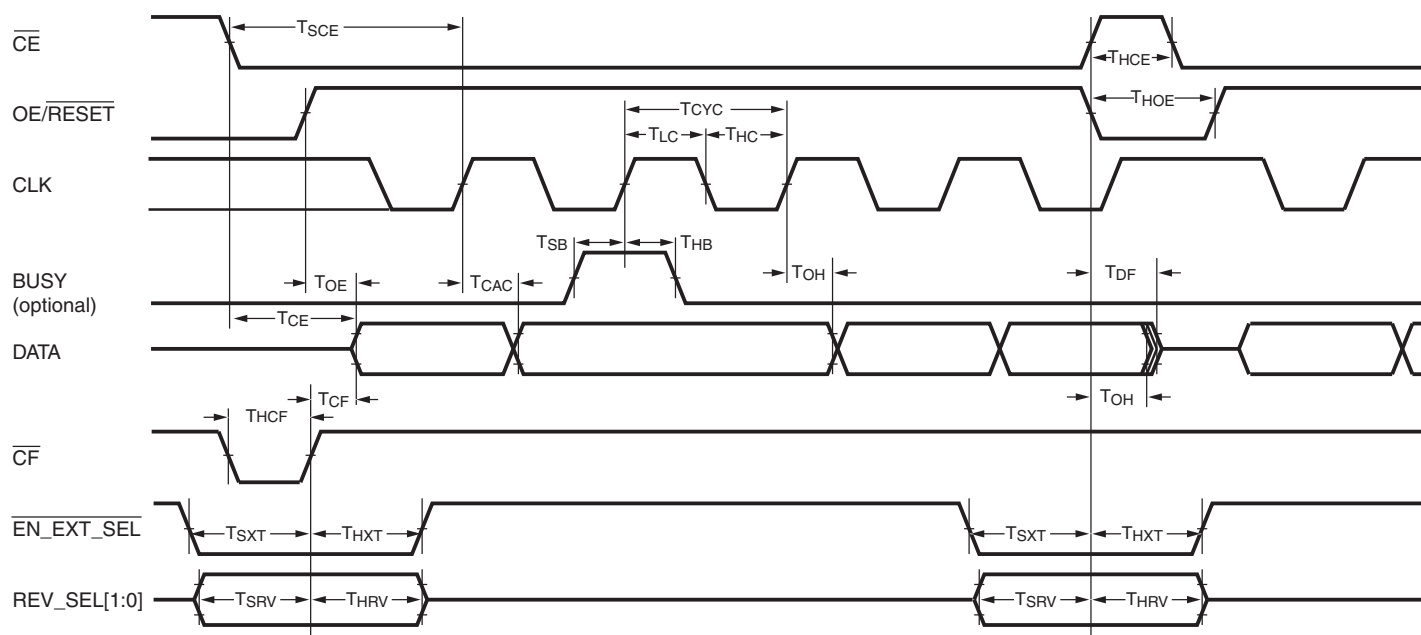 CE
TSCE
THCE
OE/RESET
TCYC
THOE
TLC
THC
CLK
TSB
THB
TOH
TDF
BUSY
(optional)
TOE
TCAC
TCE
DATA
THCF
TCF
TOH
CF
EN_EXT_SEL
TSXT
THXT
TSXT
THXT
REV_SEL[1:0]
TSRV
THRV
TSRV
THRV